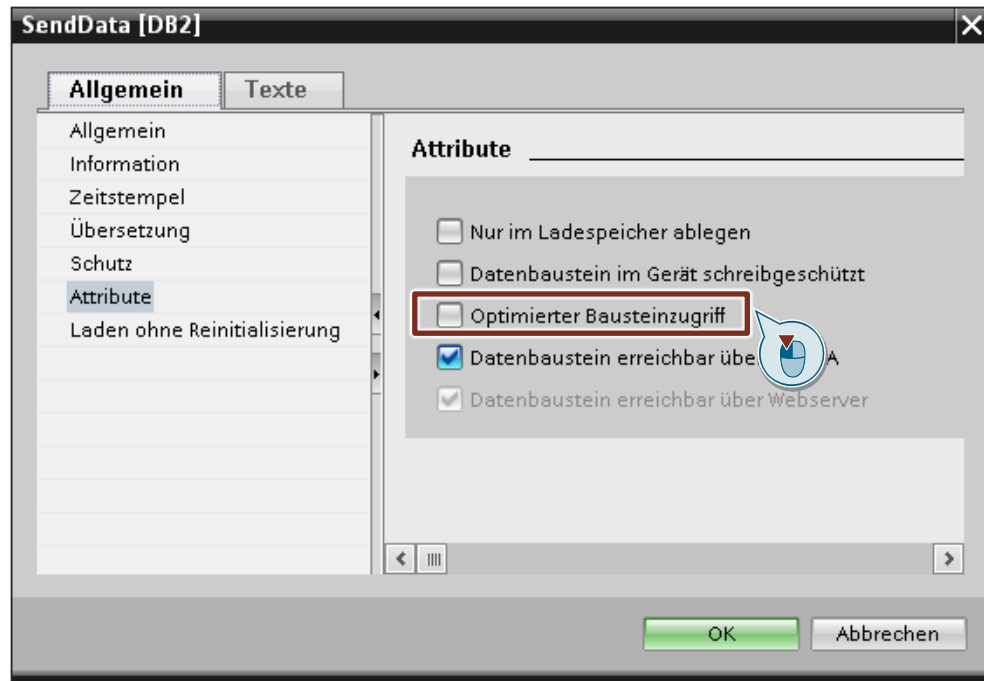 SendData [DB2]
Allgemein
Texte
Allgemein
Information
Zeitstempel
Übersetzung
Schutz
Attribute
Laden ohne Reinitialisierung
Attribute
Nur im Ladespeicher ablegen
Datenbaustein im Gerät schreibgeschützt
Optimierter Bausteinzugriff
Datenbaustein erreichbar übe A
Datenbaustein erreichbar über Webserver
OK
Abbrechen